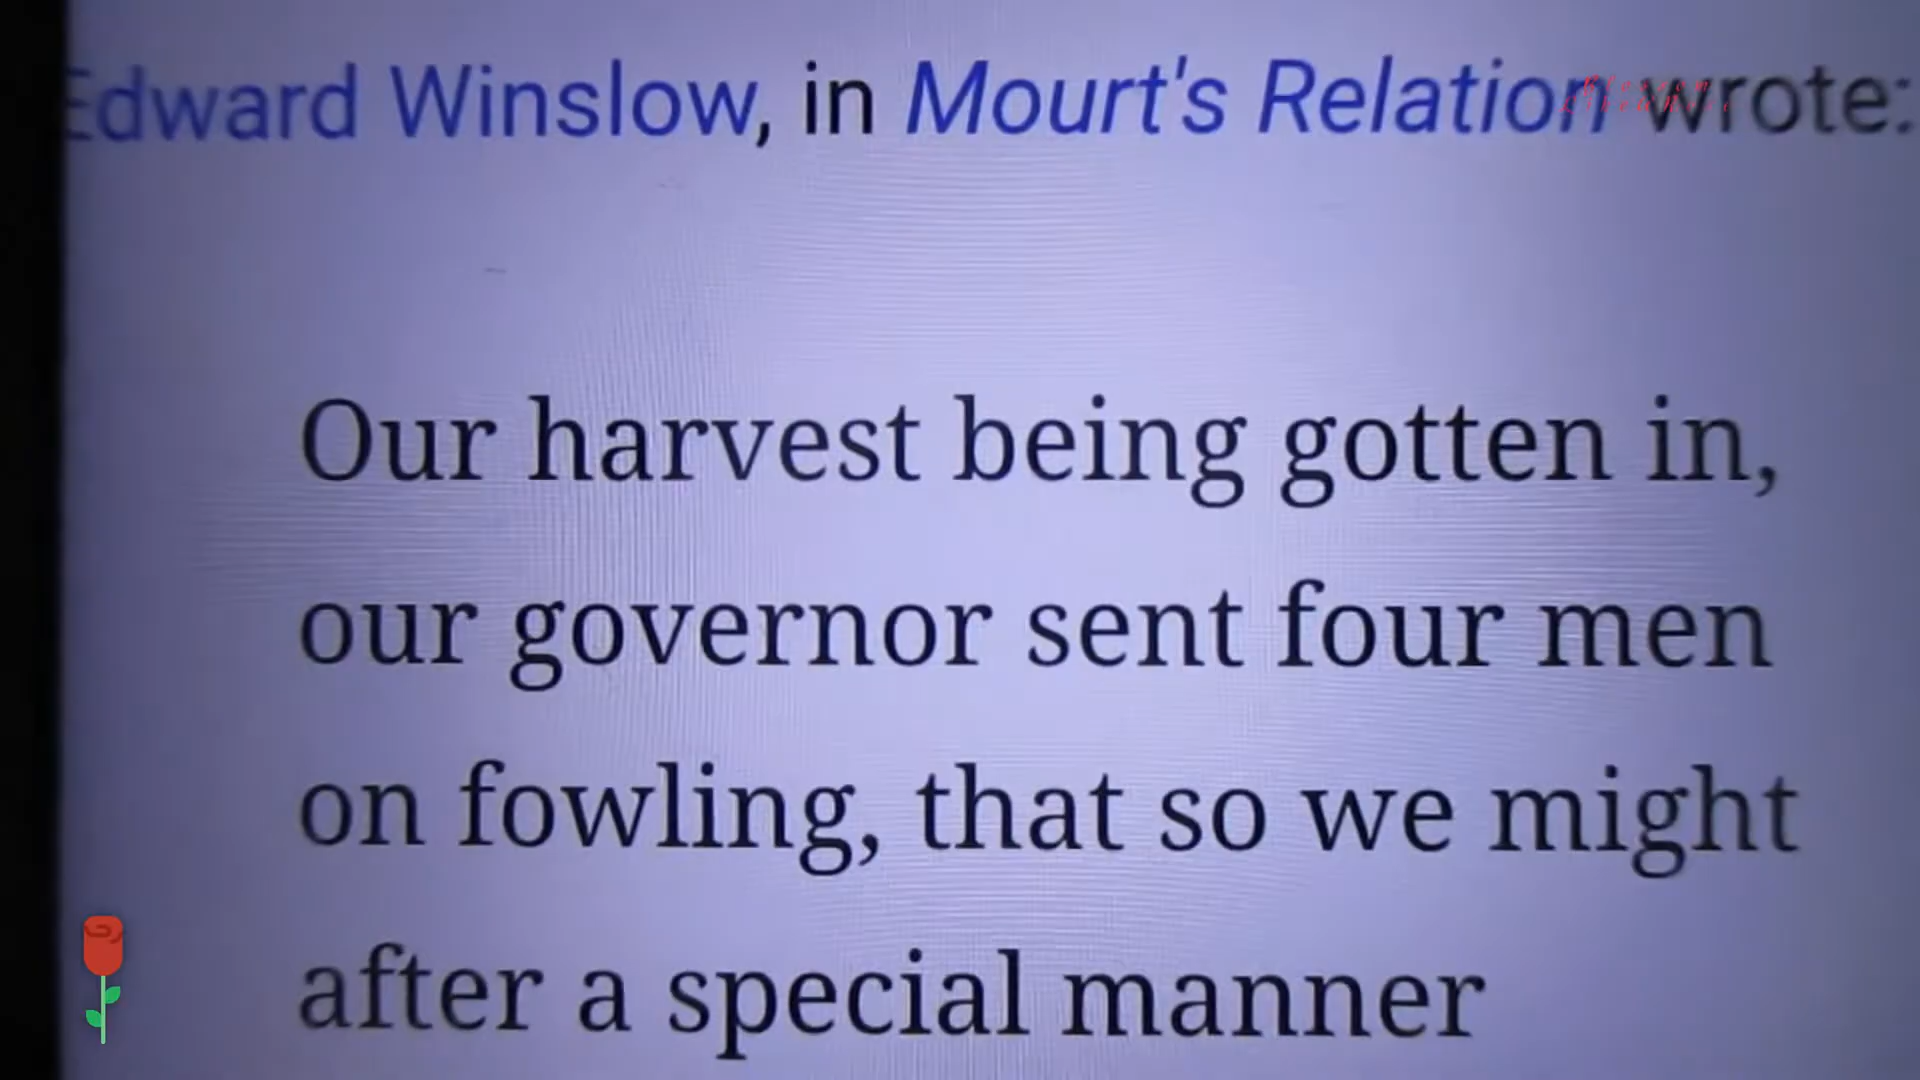 Edward Winslow, in Mourt's Relation wrote:
Our harvest being gotten in,
our governor sent four men
on fowling, that so we might
after a special manner